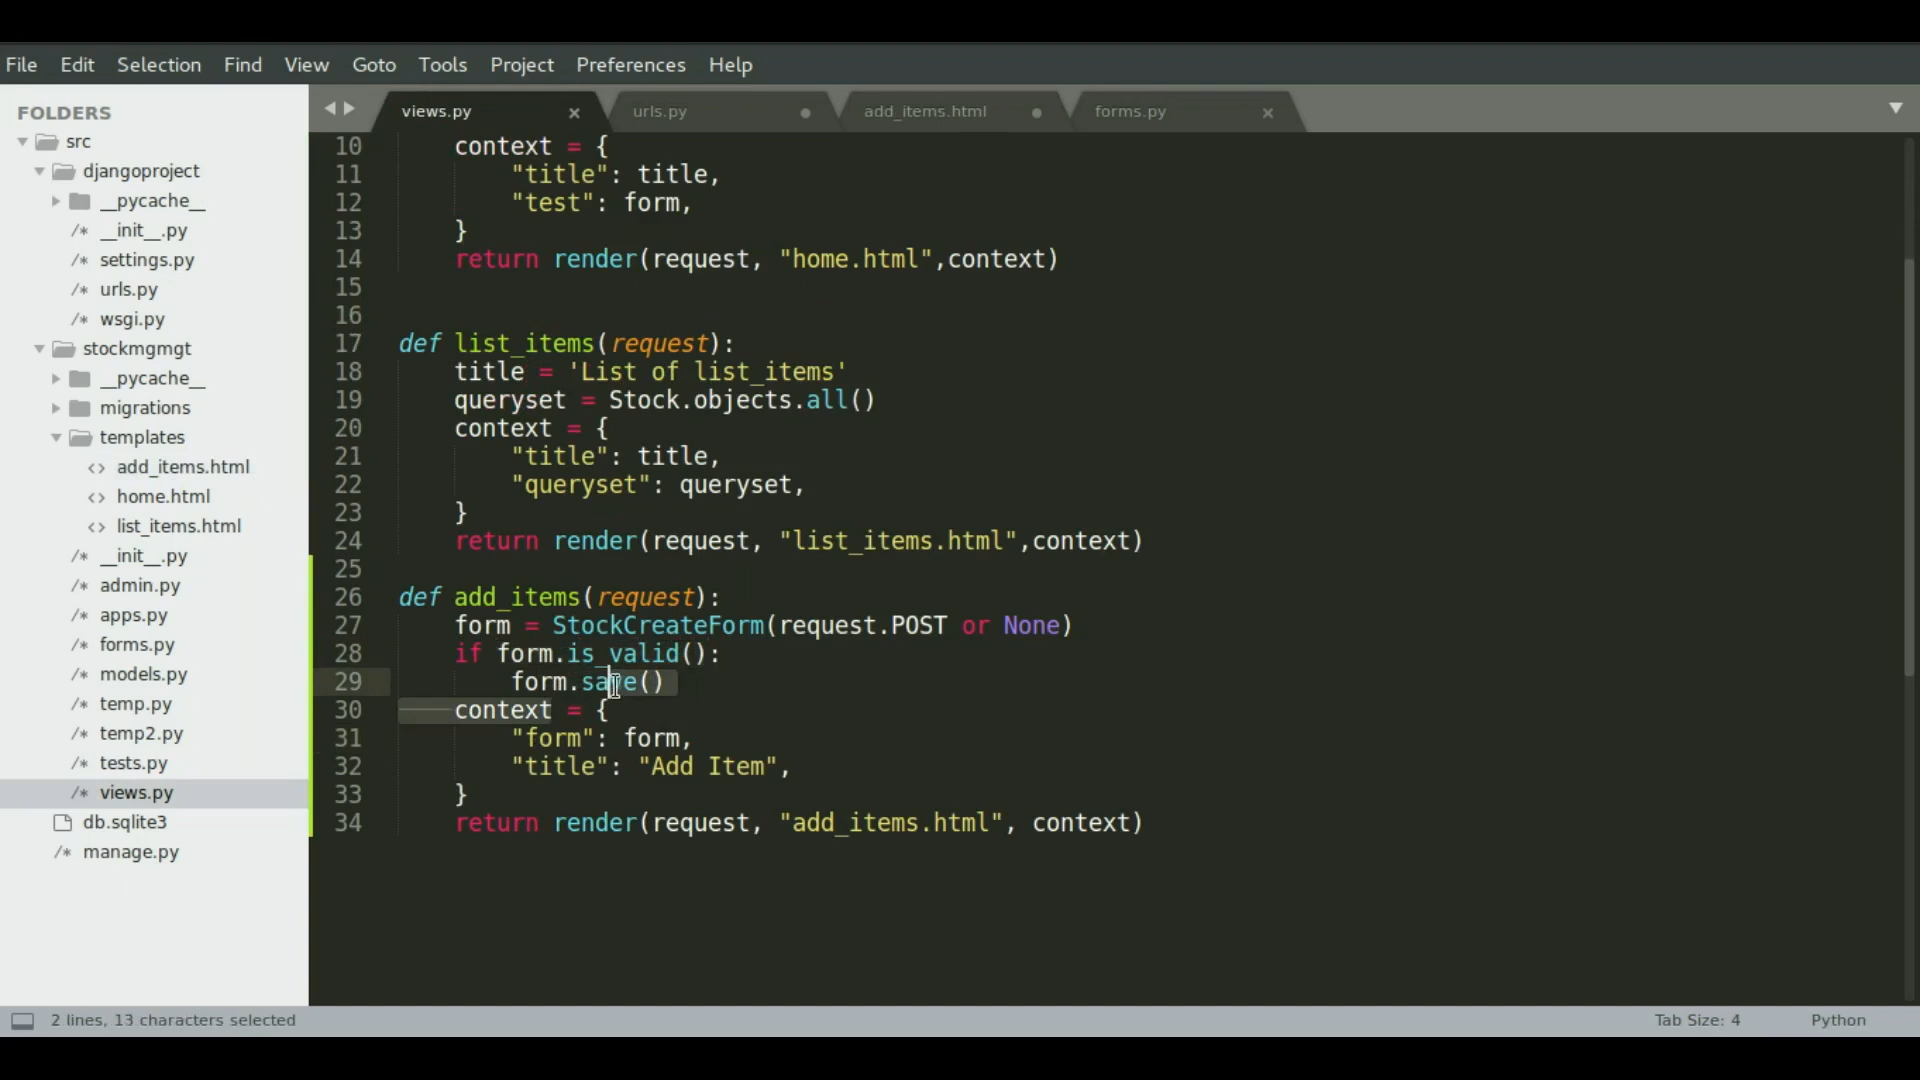 File Edit Selection Find View Goto Tools Project Preferences Help
FOLDERS
src
djangoproject
__pycache__
__init__.py
settings.py
urls.py
wsgi.py
stockmgmgt
__pycache__
migrations
templates
add_items.html
home.html
list_items.html
__init__.py
admin.py
apps.py
forms.py
models.py
temp.py
temp2.py
tests.py
views.py
db.sqlite3
manage.py
views.py urls.py add_items.html forms.py
10 context = {
11 "title": title,
12 "test": form,
13 }
14 return render(request, "home.html",context)
15
16
17 def list_items(request):
18 title = 'List of list_items'
19 queryset = Stock.objects.all()
20 context = {
21 "title": title,
22 "queryset": queryset,
23 }
24 return render(request, "list_items.html",context)
25
26 def add_items(request):
27 form = StockCreateForm(request.POST or None)
28 if form.is_valid():
29 form.save()
30 context = {
31 "form": form,
32 "title": "Add Item",
33 }
34 return render(request, "add_items.html", context)
2 lines, 13 characters selected Tab Size: 4 Python